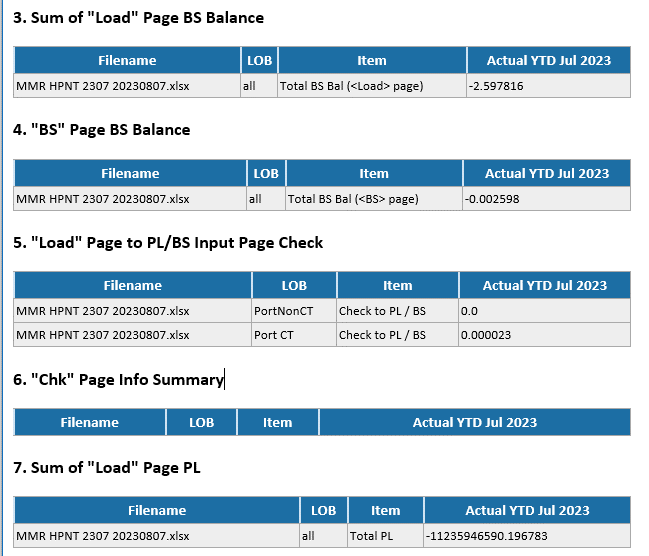 3. Sum of "Load" Page BS Balance
Filename LOB Item Actual YTD Jul 2023
MMR HPNT 2307 20230807.xlsx all Total BS Bal (<Load> page) -2.597816
4. "BS" Page BS Balance
Filename LOB Item Actual YTD Jul 2023
MMR HPNT 2307 20230807.xlsx all Total BS Bal (<BS> page) -0.002598
5. "Load" Page to PL/BS Input Page Check
Filename LOB Item Actual YTD Jul 2023
MMR HPNT 2307 20230807.xlsx PortNonCT Check to PL / BS 0.0
MMR HPNT 2307 20230807.xlsx Port CT Check to PL / BS 0.000023
6. "Chk" Page Info Summary
Filename LOB Item Actual YTD Jul 2023
7. Sum of "Load" Page PL
Filename LOB Item Actual YTD Jul 2023
MMR HPNT 2307 20230807.xlsx all Total PL -11235946590.196783